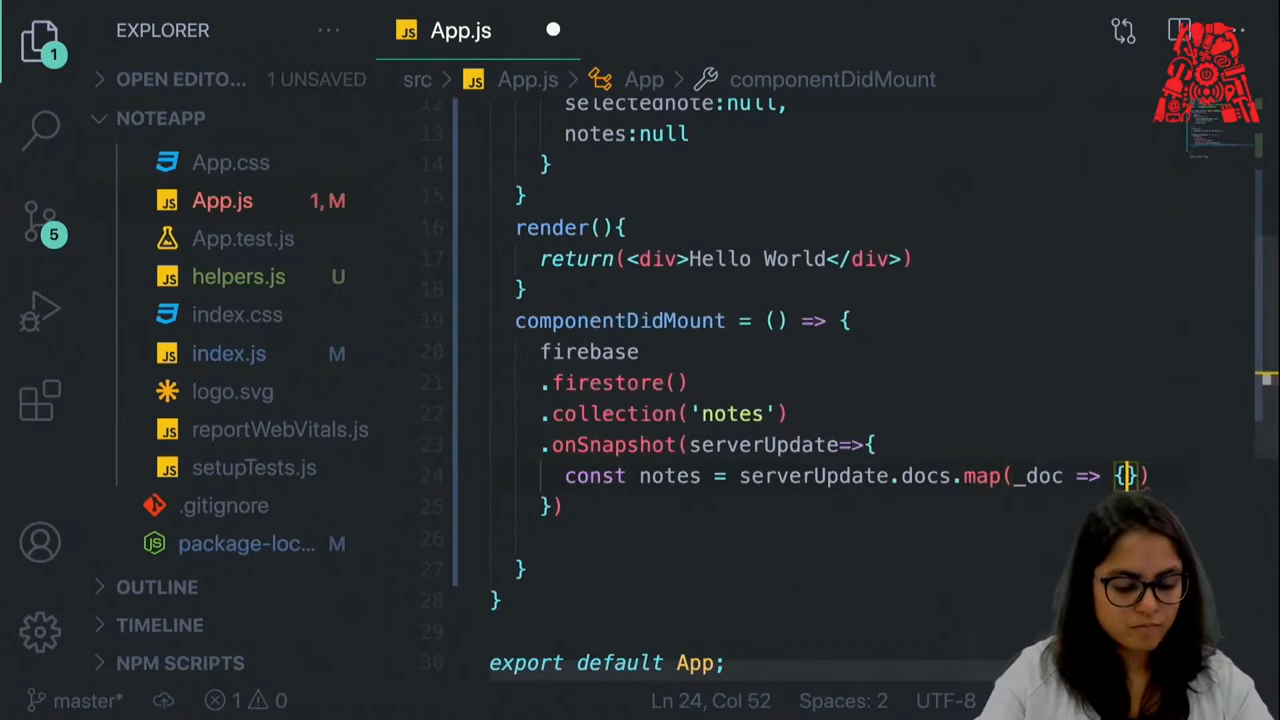 EXPLORER
App.js
1
OPEN EDITO... 1 UNSAVED
src > App.js > App > componentDidMount
NOTEAPP
App.css
App.js 1, M
App.test.js
helpers.js U
index.css
index.js M
logo.svg
reportWebVitals.js
setupTests.js
.gitignore
package-loc... M
OUTLINE
TIMELINE
NPM SCRIPTS
5
12 selectednote:null,
13 notes:null
14 }
15 }
16 render(){
17 return(<div>Hello World</div>)
18 }
19 componentDidMount = () => {
20 firebase
21 .firestore()
22 .collection('notes')
23 .onSnapshot(serverUpdate=>{
24 const notes = serverUpdate.docs.map(_doc => {})
25 })
26
27 }
28 }
29
30 export default App;
master* 1 0 Ln 24, Col 52 Spaces: 2 UTF-8